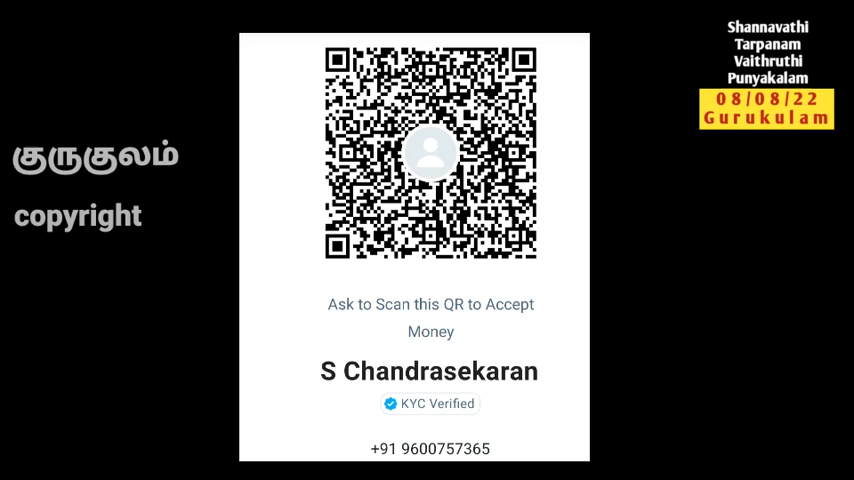 Shannavathi
Tarpanam
Vaithruthi
Punyakalam
08/08/22
Gurukulam
குருகுலம்
copyright
Ask to Scan this QR to Accept
Money
S Chandrasekaran
KYC Verified
+91 9600757365